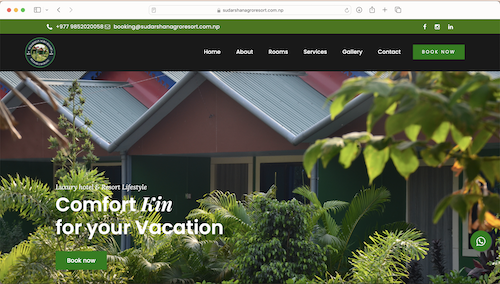 sudarshanagroresort.com.np
+977 9852020058 booking@sudarshanagroresort.com.np
Home About Rooms Services Gallery Contact BOOK NOW
Luxury hotel & Resort Lifestyle
Comfort Kin
for your Vacation
Book now